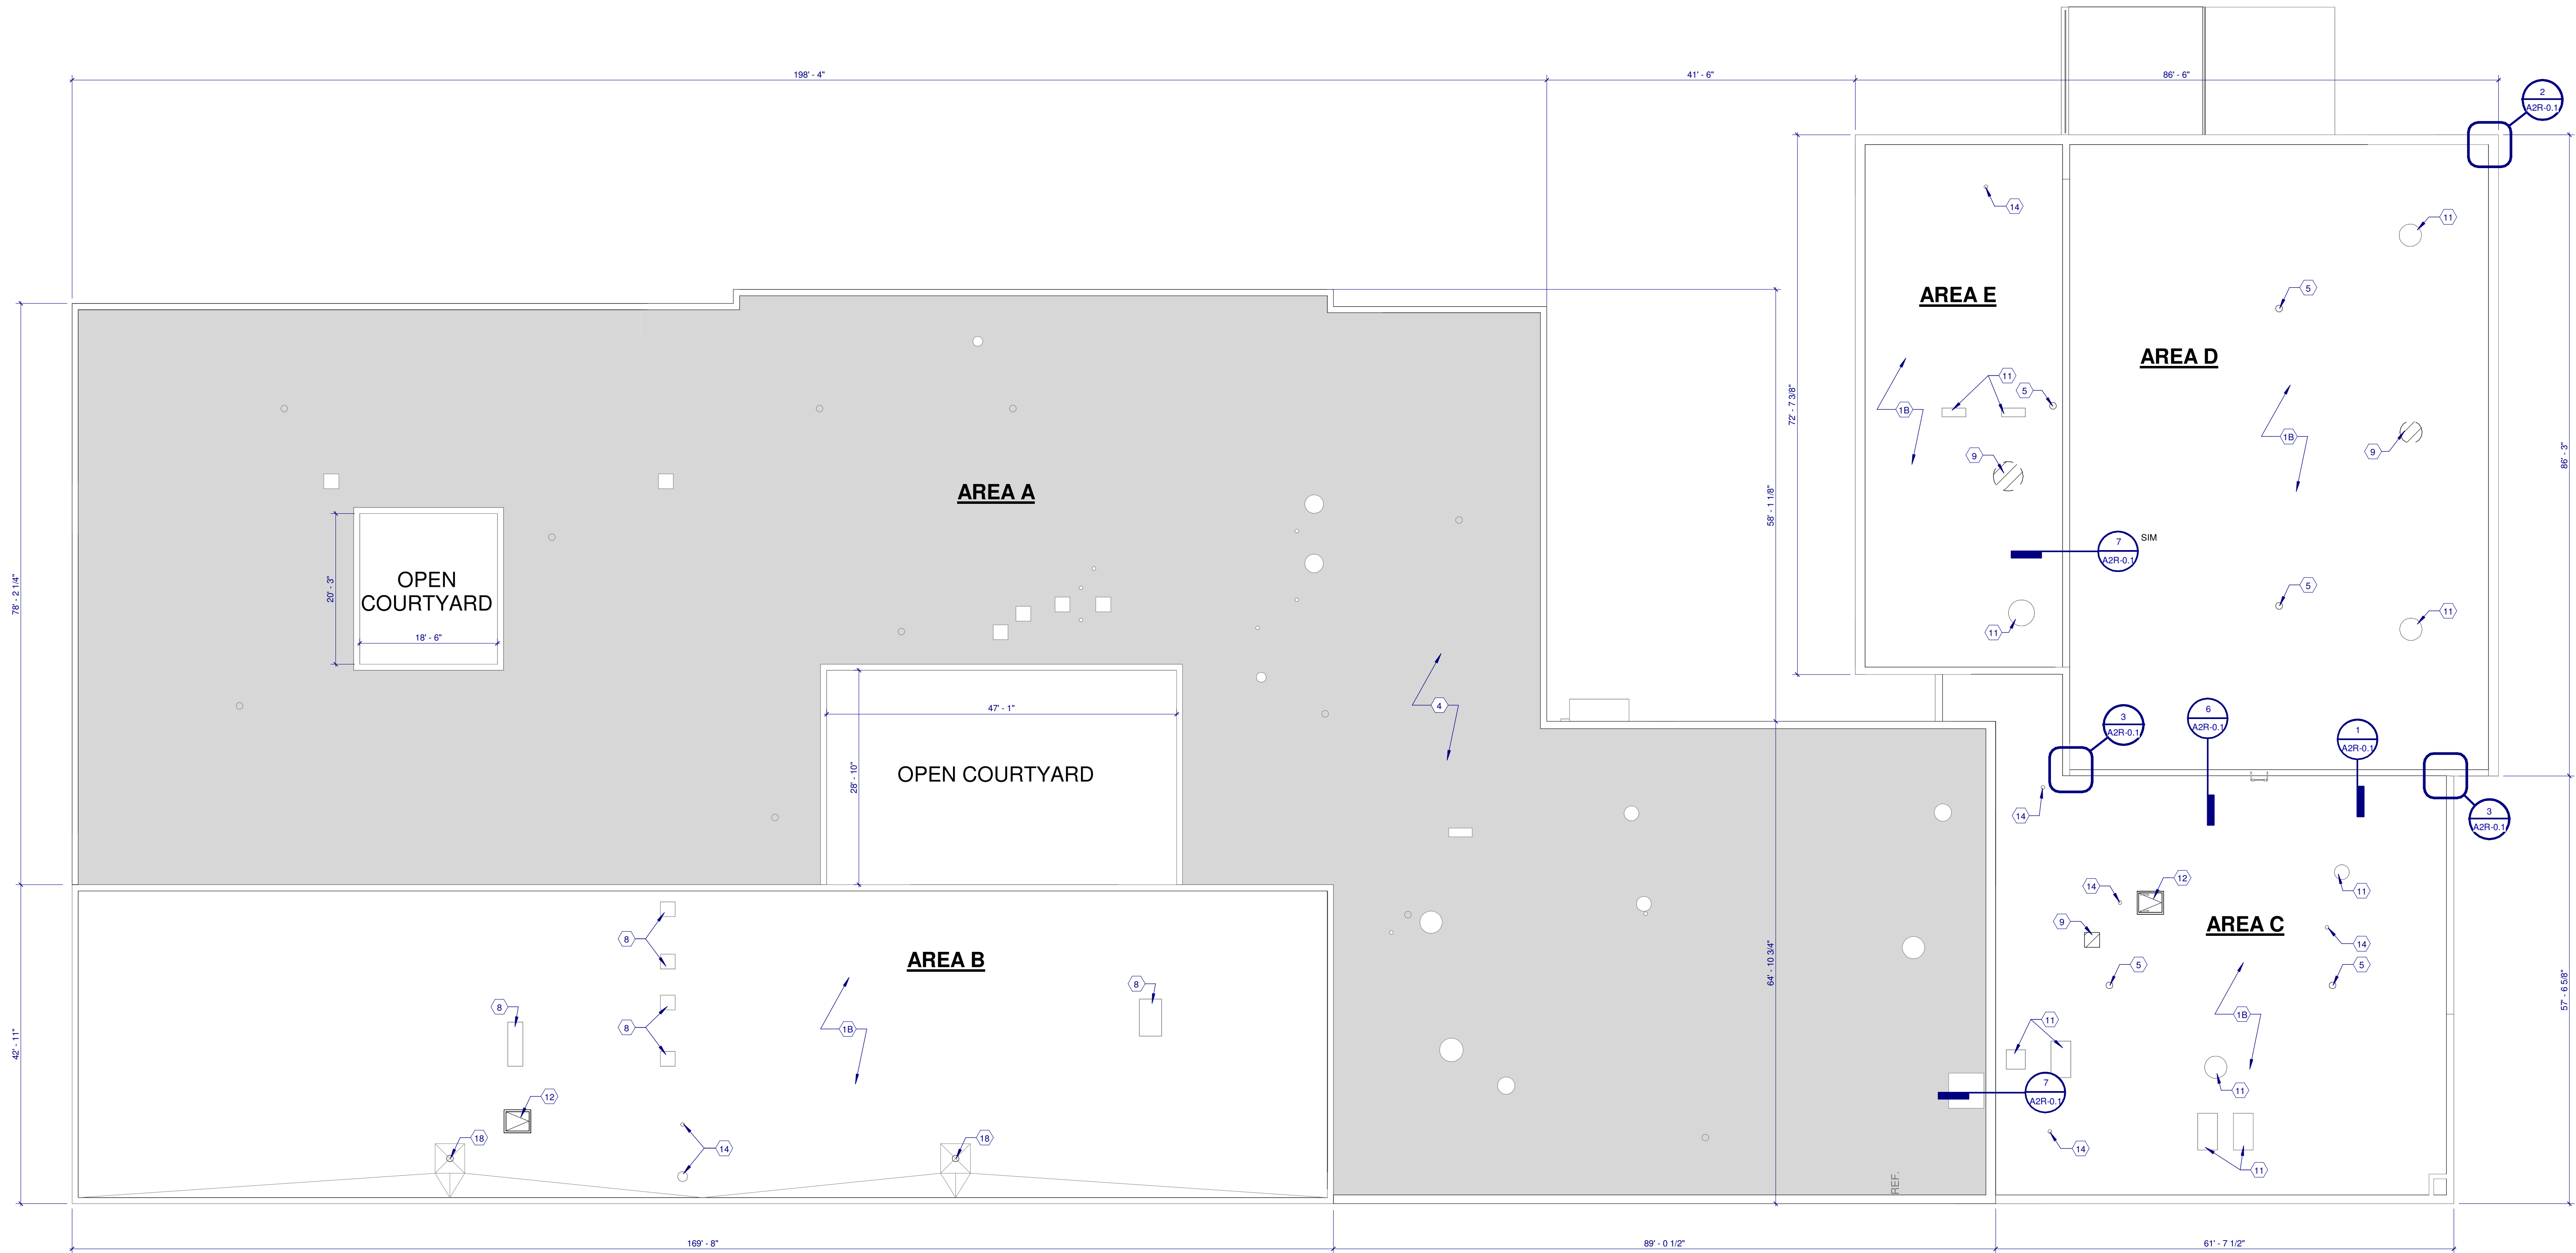 198' - 4"
41' - 6"
86' - 6"
2
A2R-0.1
14
11
AREA E
5
AREA D
11
5
1B
1B
9
9
72' - 7 3/8"
86' - 3"
AREA A
58' - 1 1/8"
7
A2R-0.1
SIM
OPEN
COURTYARD
20' - 3"
18' - 6"
78' - 2 1/4"
5
11
11
4
47' - 1"
OPEN COURTYARD
28' - 10"
3
A2R-0.1
6
A2R-0.1
1
A2R-0.1
3
A2R-0.1
14
14
12
11
9
AREA C
14
5
5
8
AREA B
8
8
8
1B
1B
11
64' - 10 3/4"
57' - 6 5/8"
42' - 11"
12
7
A2R-0.1
11
18
18
14
14
11
REF.
169' - 8"
89' - 0 1/2"
61' - 7 1/2"